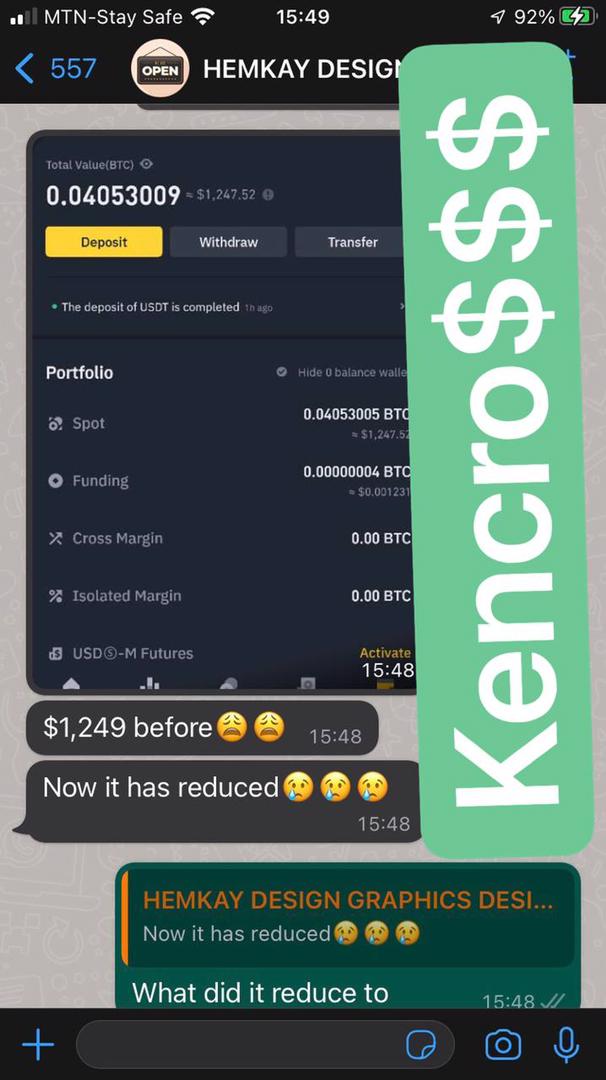 MTN-Stay Safe 15:49 92%
557 OPEN HEMKAY DESIGN
Total Value(BTC)
0.04053009 ≈ $1,247.52
Deposit Withdraw Transfer
The deposit of USDT is completed 1h ago
Portfolio Hide 0 balance walle
Spot 0.04053005 BTC
≈ $1,247.52
Funding 0.00000004 BTC
≈ $0.001231
Cross Margin 0.00 BTC
Isolated Margin 0.00 BTC
USDⓈ-M Futures Activate
15:48
$1,249 before😩😩 15:48
Now it has reduced😢😢😢
15:48
HEMKAY DESIGN GRAPHICS DESI...
Now it has reduced😢😢😢
What did it reduce to 15:48
Kencro$$$